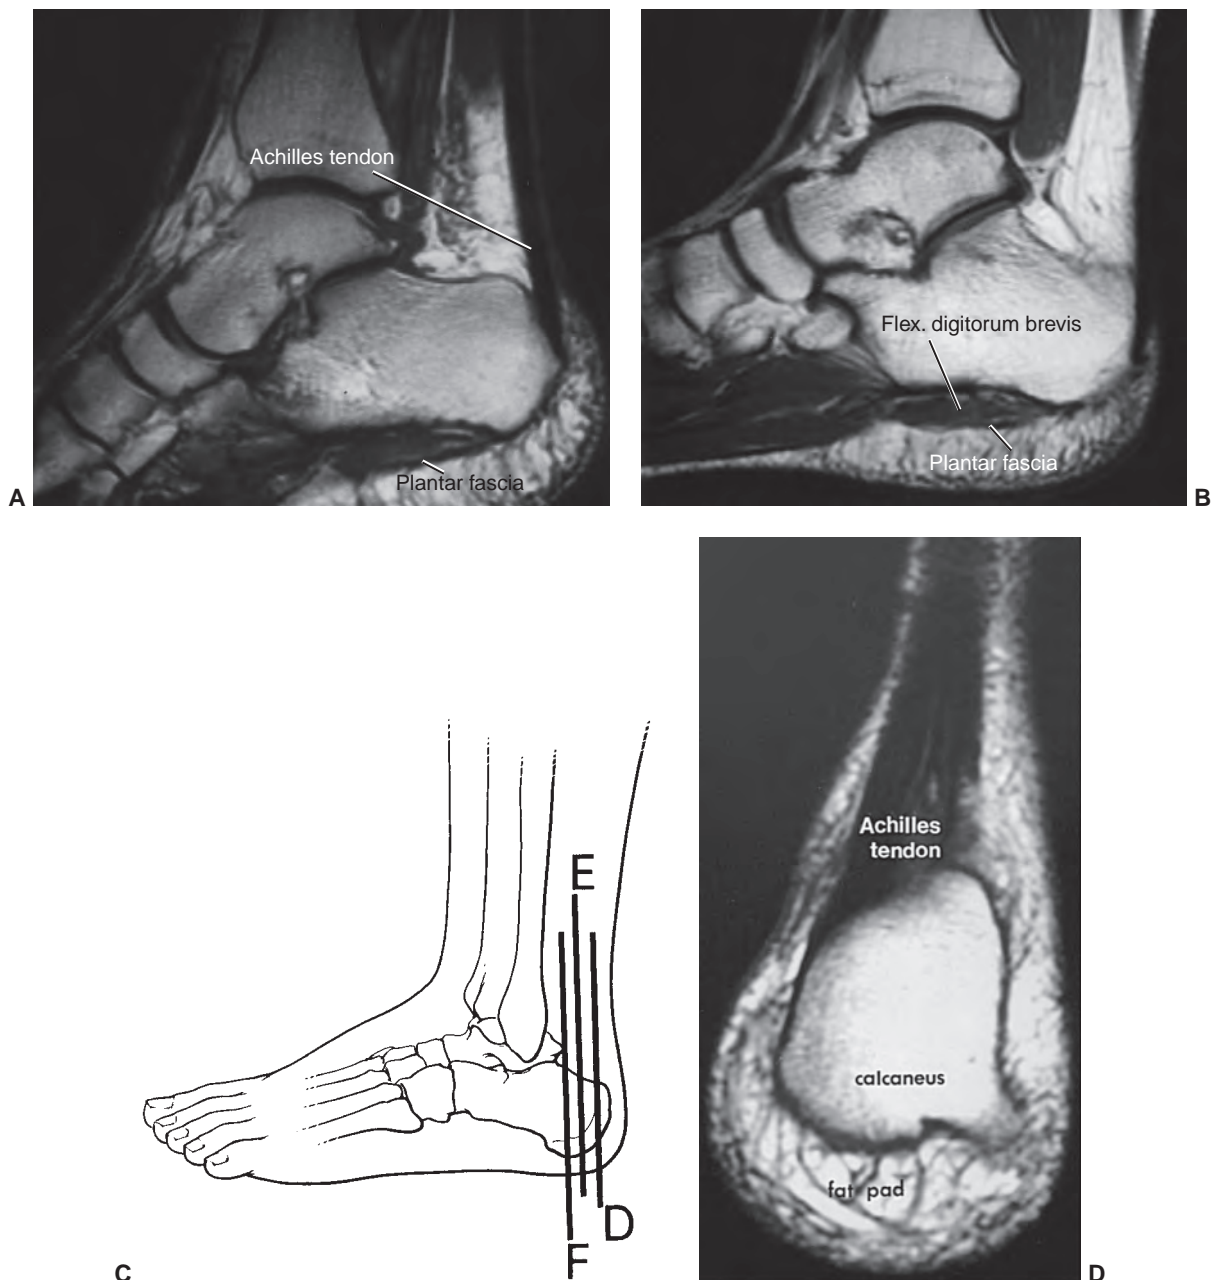 Achilles tendon
Plantar fascia
A
Flex. digitorum brevis
Plantar fascia
B
E
D
F
C
Achilles
tendon
calcaneus
fat pad
D